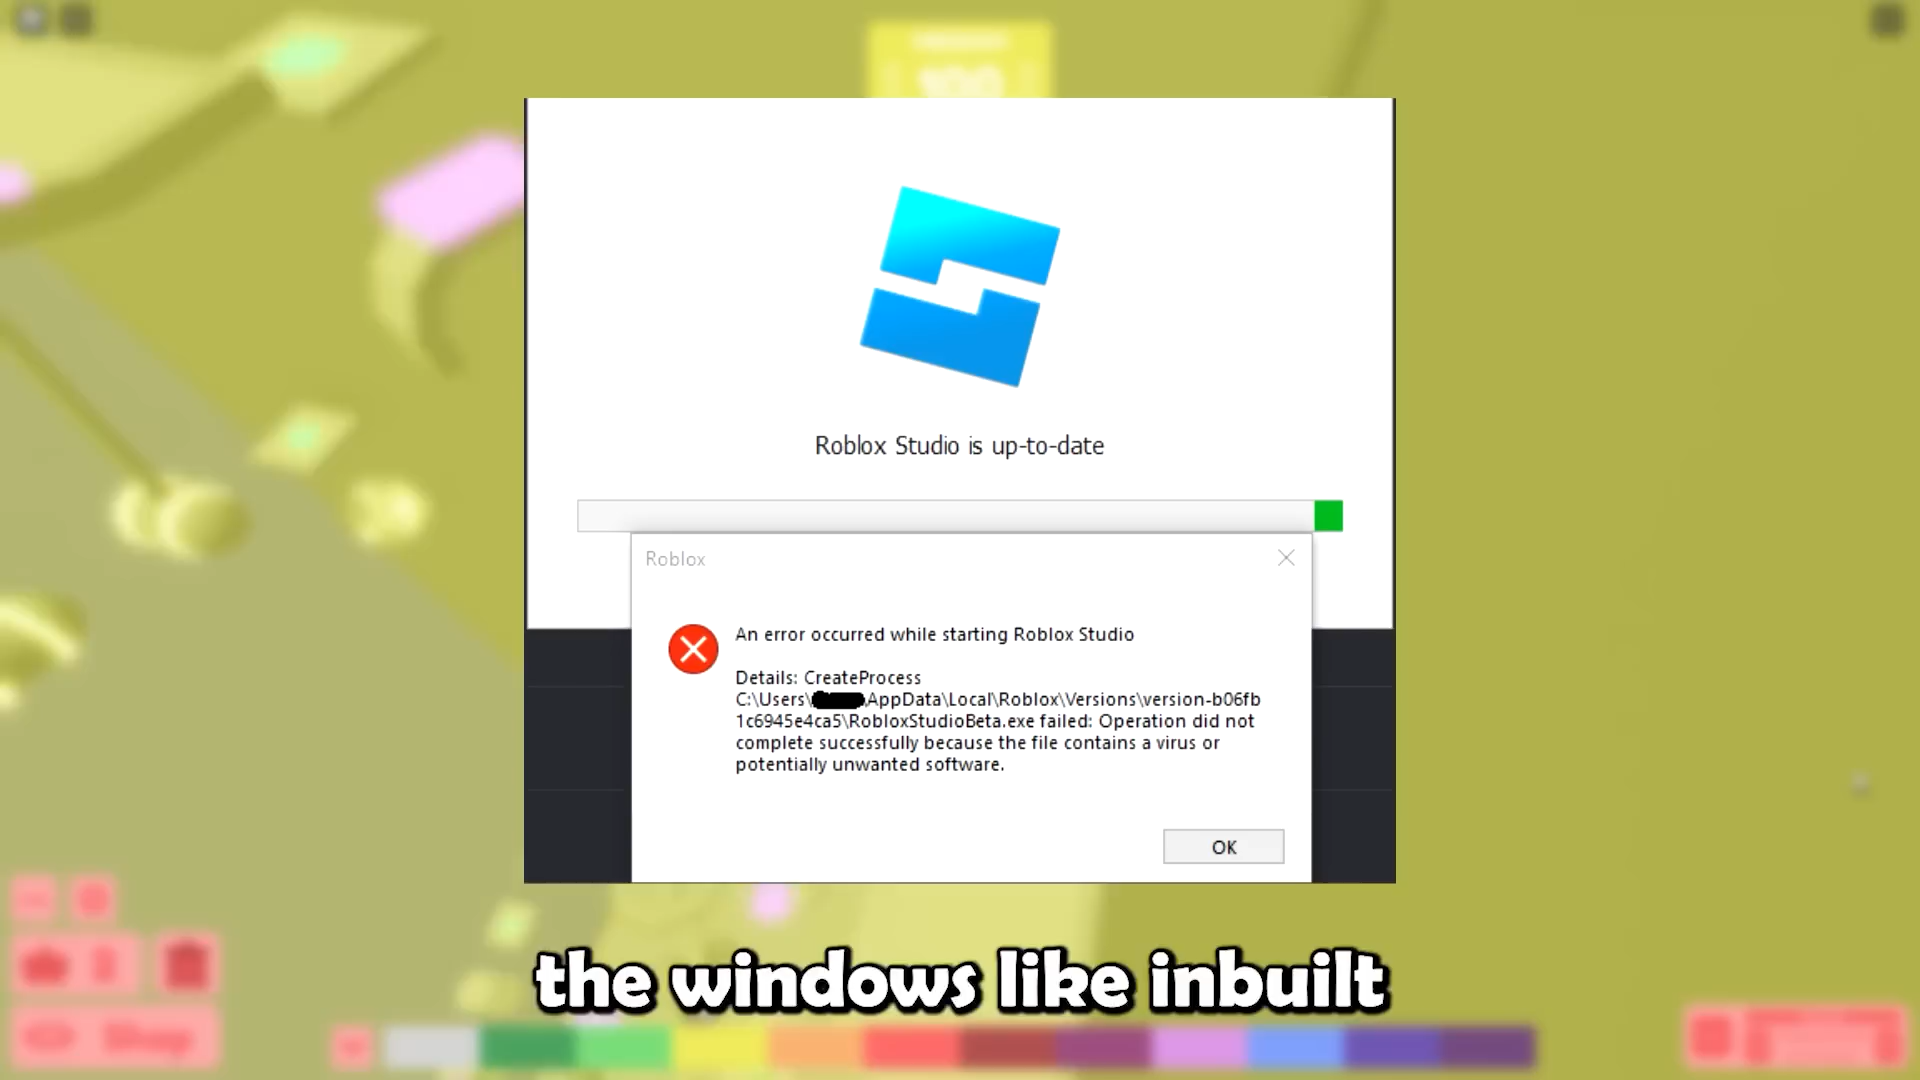 100
Roblox Studio is up-to-date
Roblox
An error occurred while starting Roblox Studio
Details: CreateProcess
C:\Users\ \AppData\Local\Roblox\Versions\version-b06fb
1c6945e4ca5\RobloxStudioBeta.exe failed: Operation did not
complete successfully because the file contains a virus or
potentially unwanted software.
OK
the windows like inbuilt
Shop